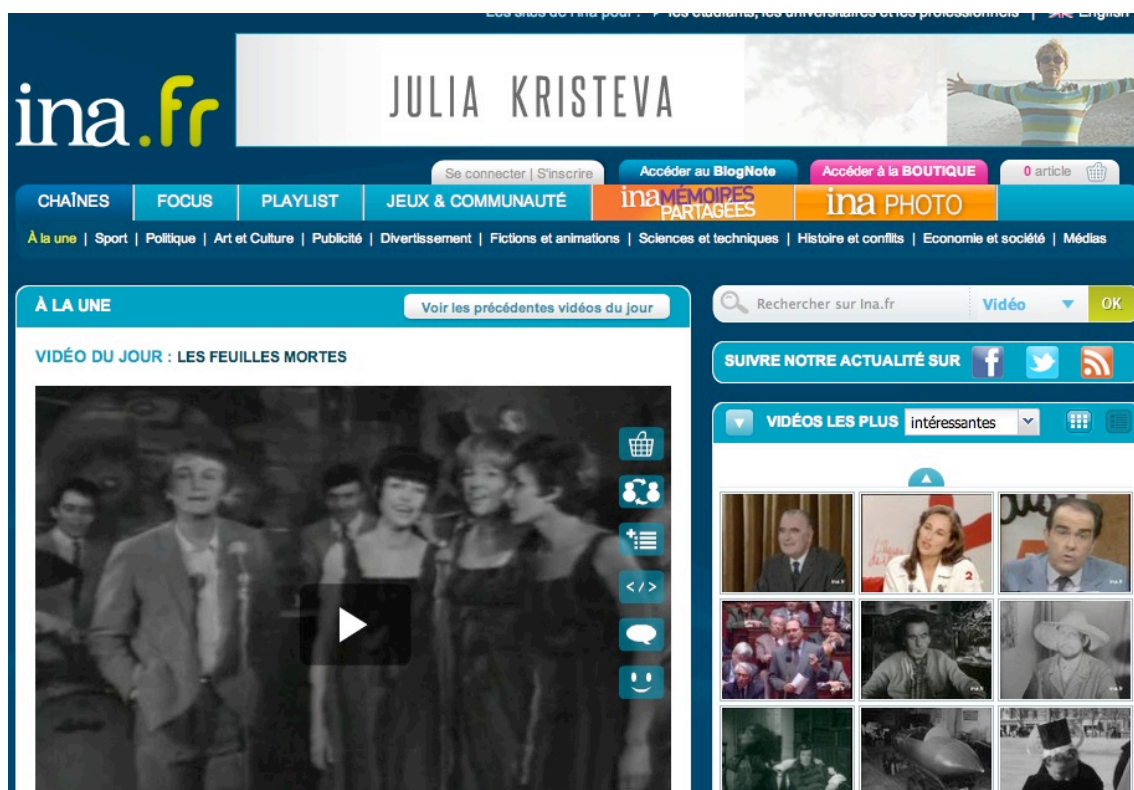 Les sites de l'Ina pour : les étudiants, les universitaires et les professionnels | English
ina.fr
JULIA KRISTEVA
Se connecter | S'inscrire
Accéder au BlogNote
Accéder à la BOUTIQUE
0 article
CHAÎNES
FOCUS
PLAYLIST
JEUX & COMMUNAUTÉ
ina MÉMOIRES PARTAGÉES
ina PHOTO
À la une | Sport | Politique | Art et Culture | Publicité | Divertissement | Fictions et animations | Sciences et techniques | Histoire et conflits | Economie et société | Médias
À LA UNE
Voir les précédentes vidéos du jour
Rechercher sur Ina.fr
Vidéo
OK
VIDÉO DU JOUR : LES FEUILLES MORTES
SUIVRE NOTRE ACTUALITÉ SUR
VIDÉOS LES PLUS intéressantes
</>
2